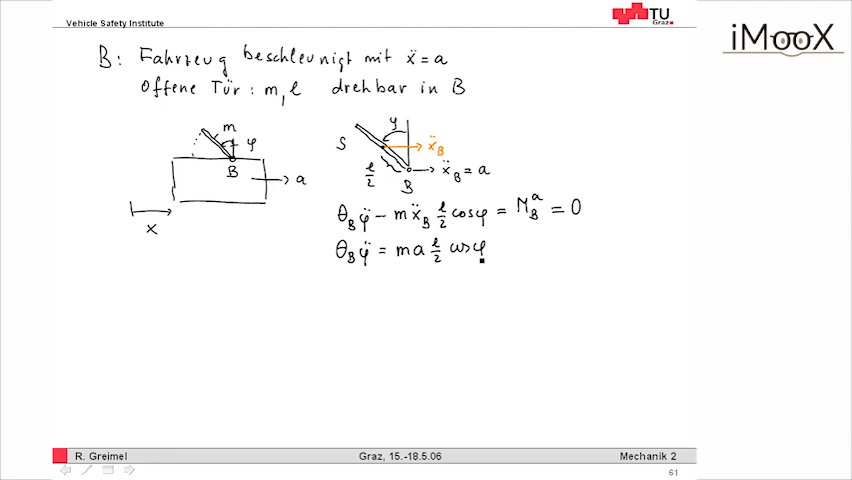 Vehicle Safety Institute
TU
Graz
iMooX
B: Fahrzeug beschleunigt mit ẍ = a
Offene Tür: m, l drehbar in B
m
φ
B
a
x
φ
S
ẍ_B
l/2
B
ẍ_B = a
θ_B φ̈ − m ẍ_B l/2 cosφ = M_B^a = 0
θ_B φ̈ = m a l/2 cosφ
R. Greimel
Graz, 15.-18.5.06
Mechanik 2
61